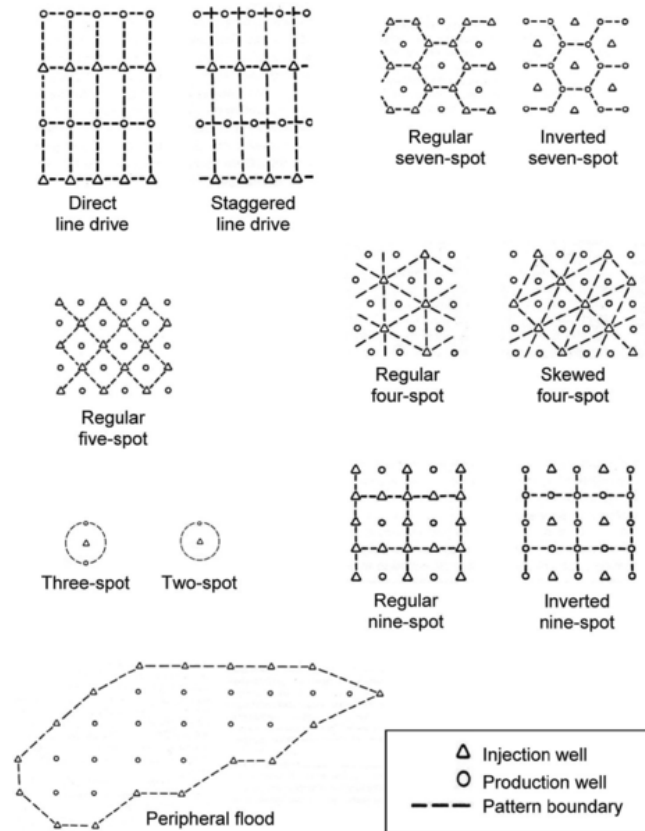 Direct
line drive
Staggered
line drive
Regular
seven-spot
Inverted
seven-spot
Regular
five-spot
Regular
four-spot
Skewed
four-spot
Three-spot
Two-spot
Regular
nine-spot
Inverted
nine-spot
Peripheral flood
Injection well
Production well
Pattern boundary